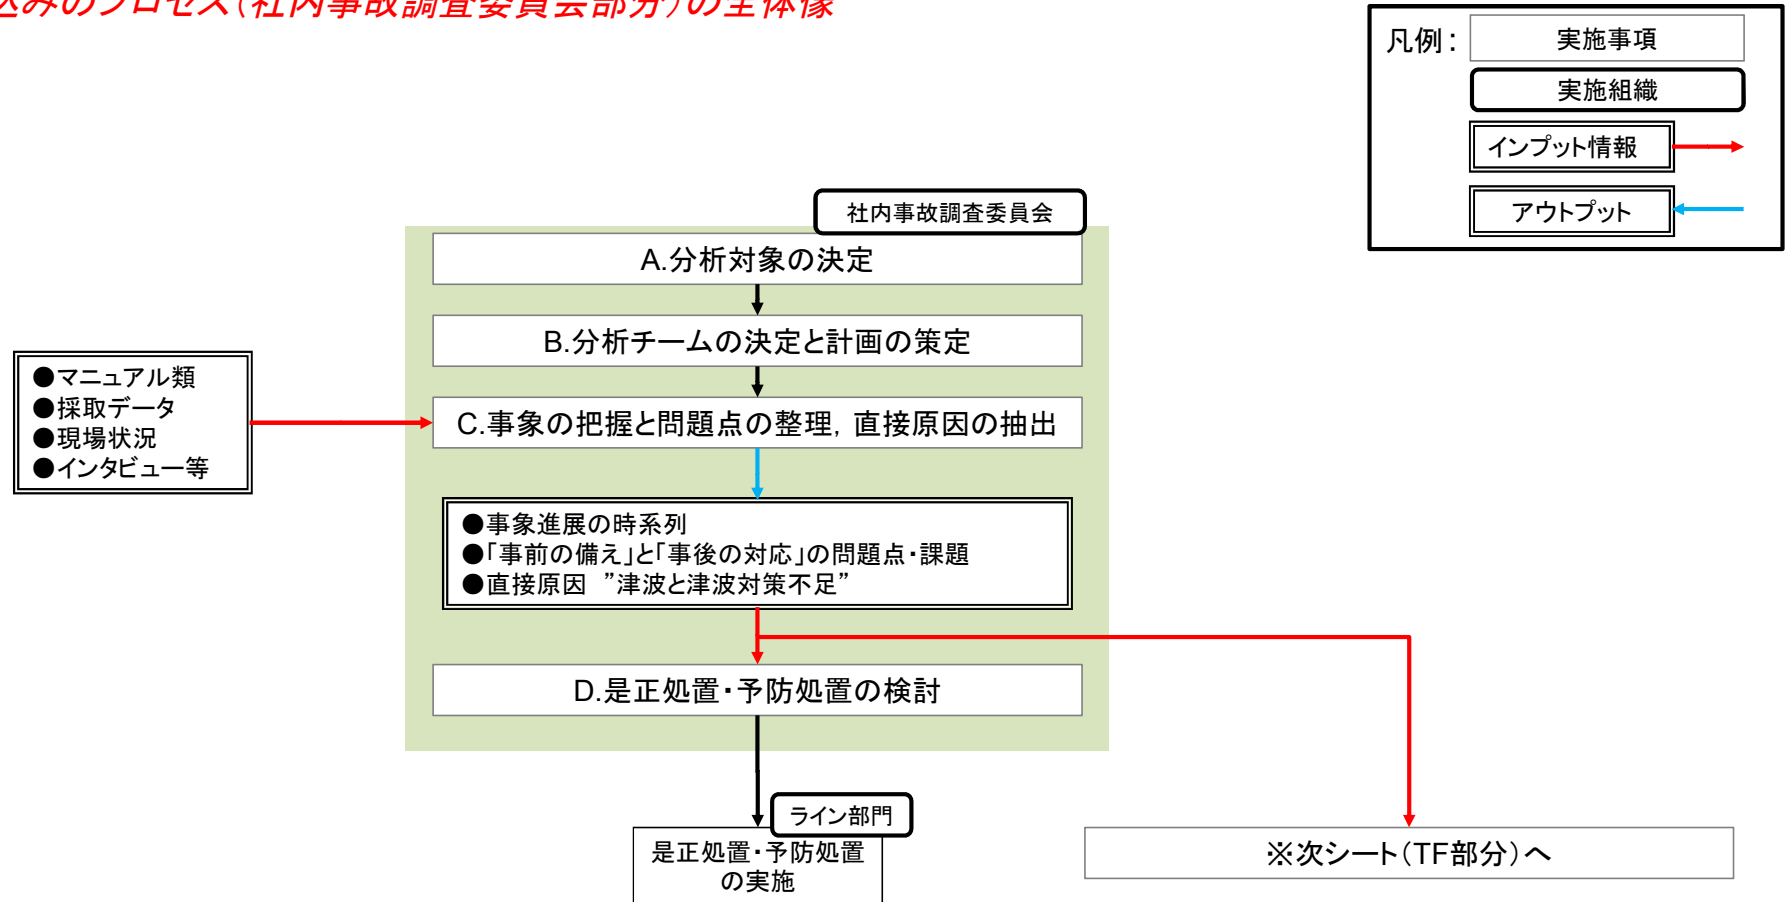 込みのプロセス（社内事故調査委員会部分）の全体像
凡例：
実施事項
実施組織
インプット情報
アウトプット
社内事故調査委員会
A.分析対象の決定
B.分析チームの決定と計画の策定
●マニュアル類
●採取データ
●現場状況
●インタビュー等
C.事象の把握と問題点の整理，直接原因の抽出
●事象進展の時系列
●「事前の備え」と「事後の対応」の問題点・課題
●直接原因　”津波と津波対策不足”
D.是正処置・予防処置の検討
ライン部門
是正処置・予防処置
の実施
※次シート（TF部分）へ